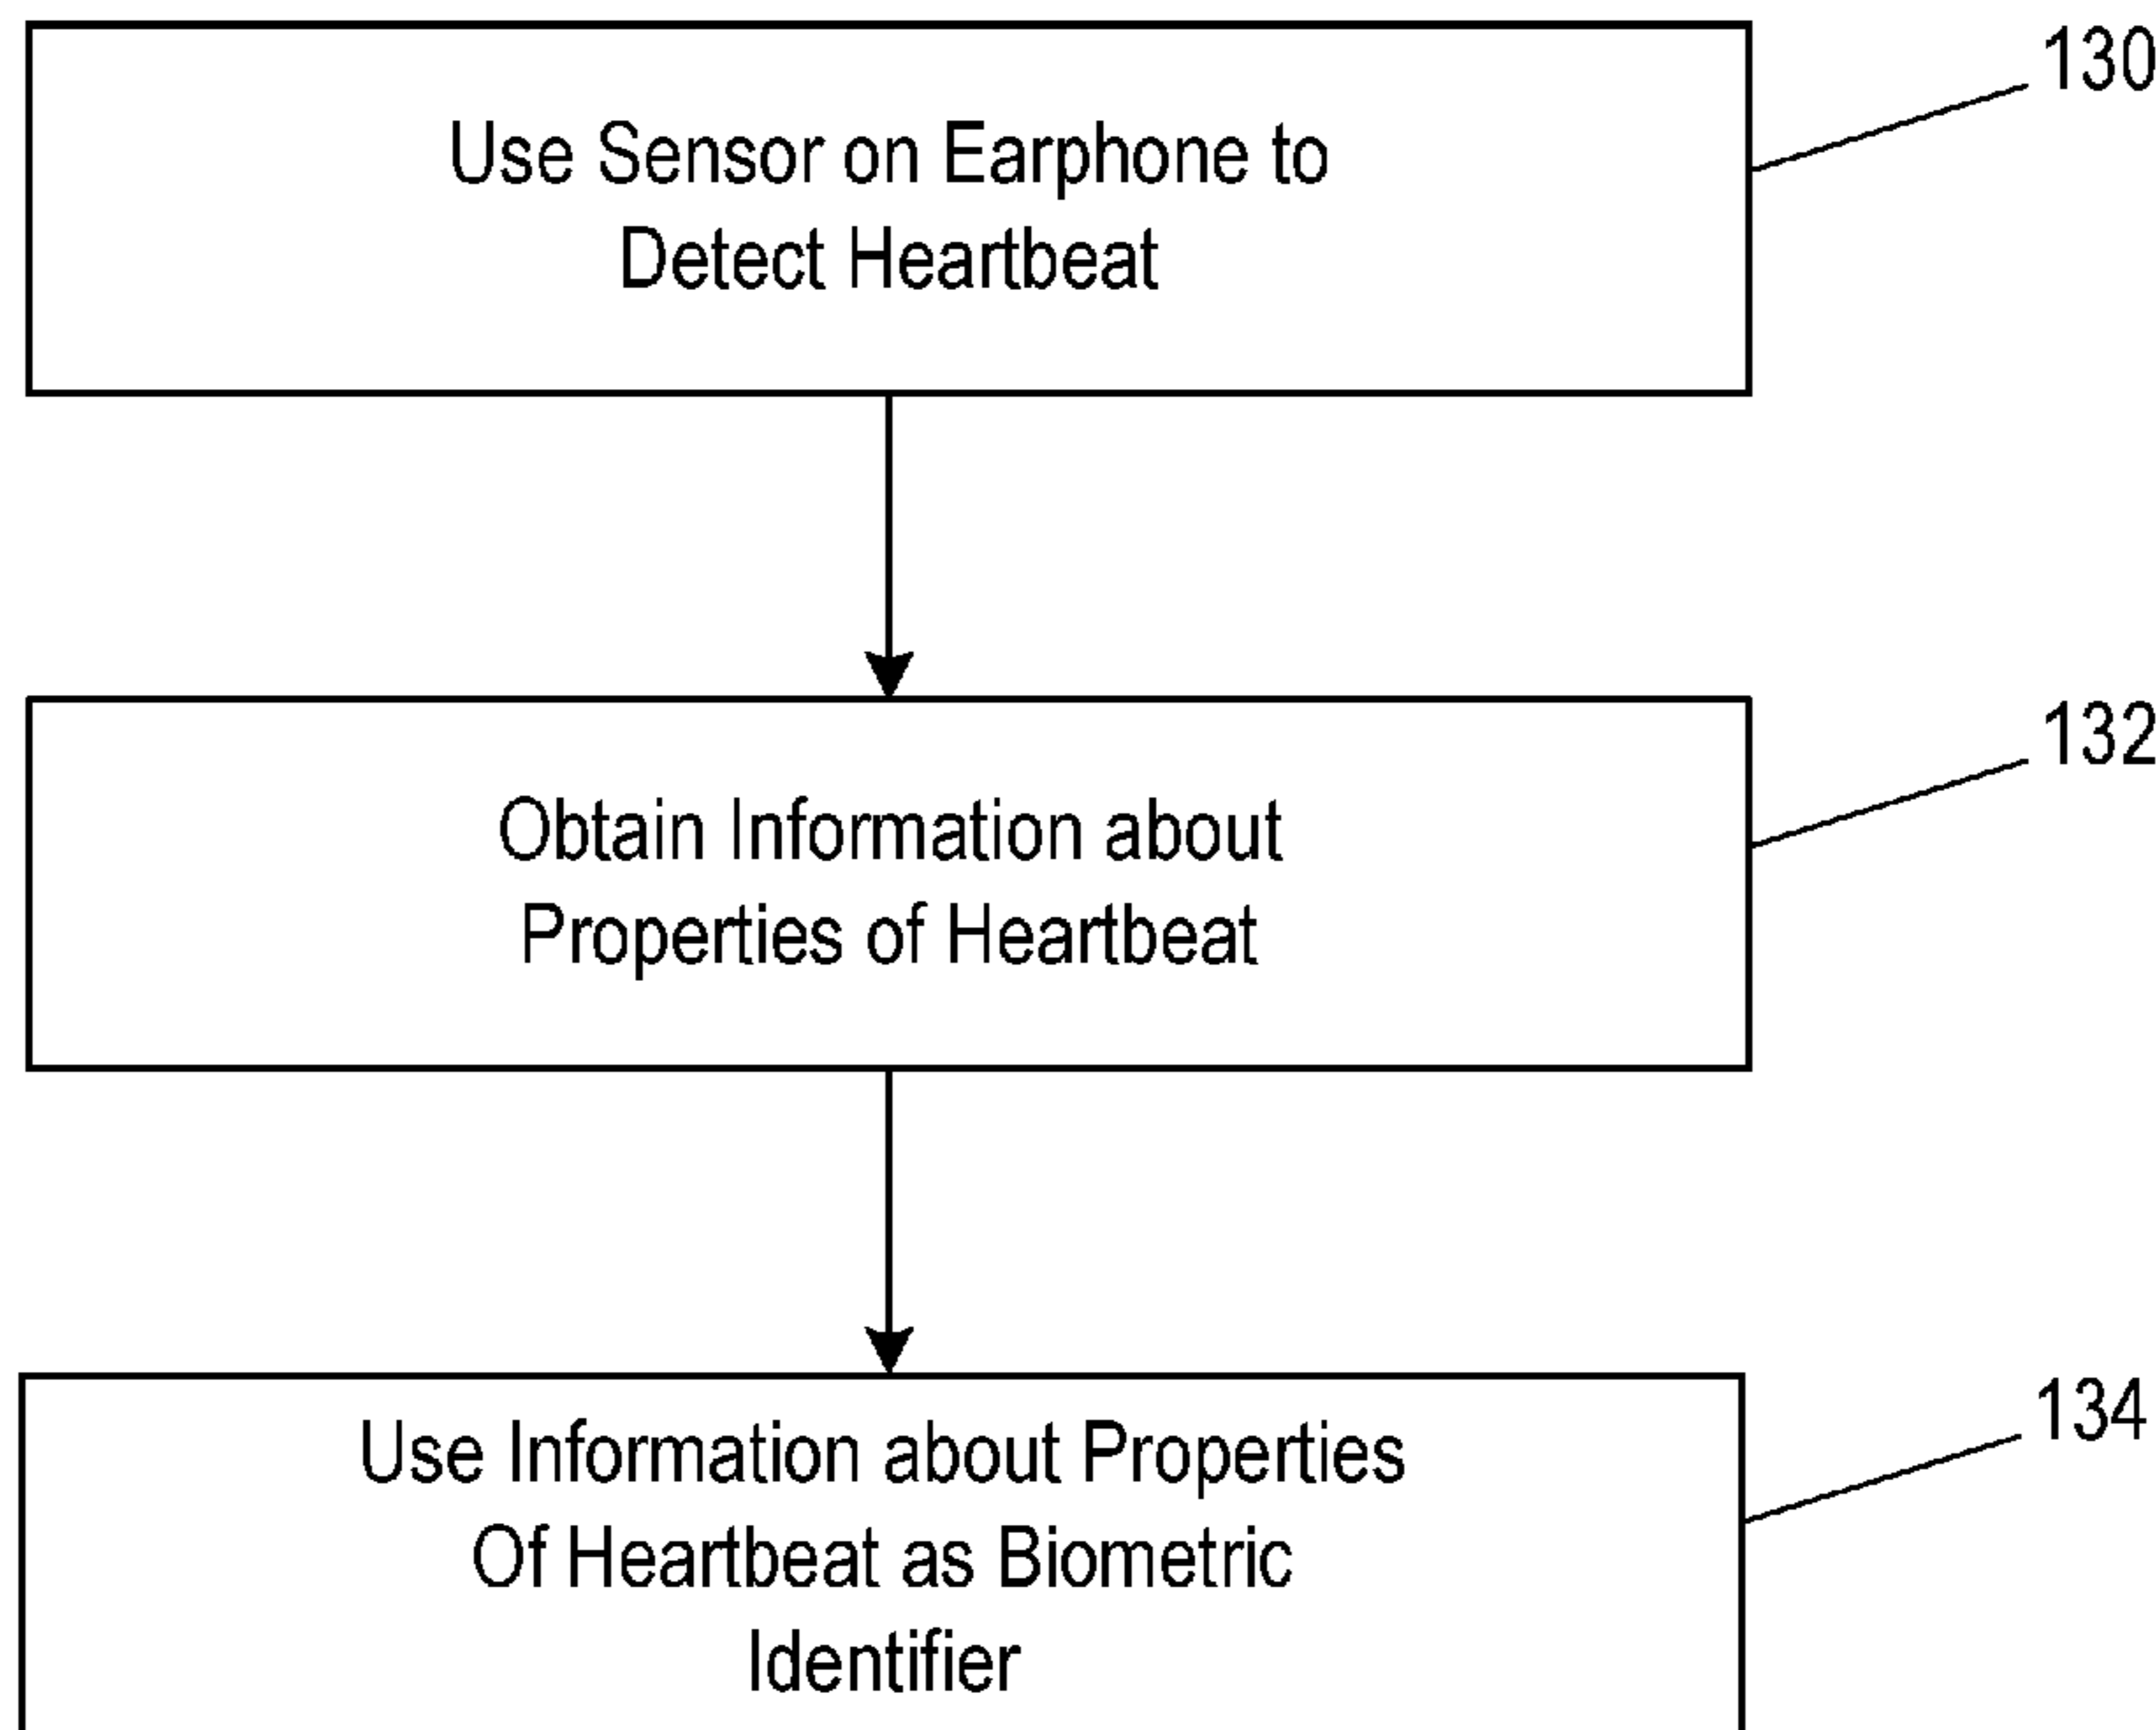 130
Use Sensor on Earphone to
Detect Heartbeat
132
Obtain Information about
Properties of Heartbeat
134
Use Information about Properties
Of Heartbeat as Biometric
Identifier